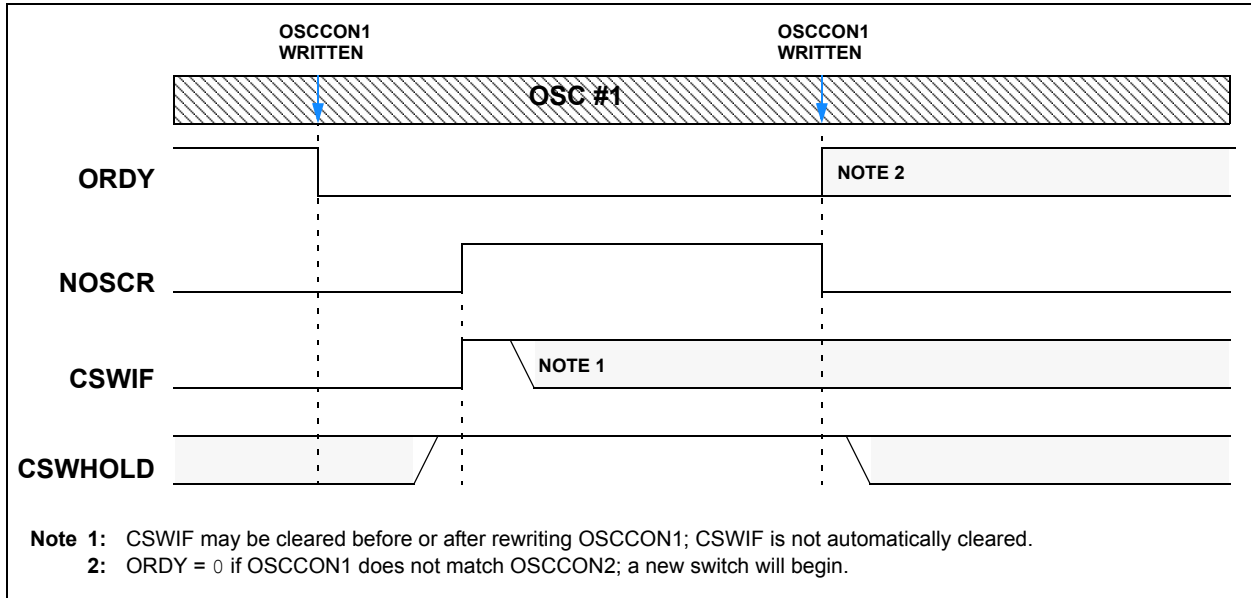 OSCCON1 OSCCON1
WRITTEN WRITTEN
OSC #1
ORDY
NOTE 2
NOSCR
CSWIF
NOTE 1
CSWHOLD
Note 1: CSWIF may be cleared before or after rewriting OSCCON1; CSWIF is not automatically cleared.
2: ORDY = 0 if OSCCON1 does not match OSCCON2; a new switch will begin.